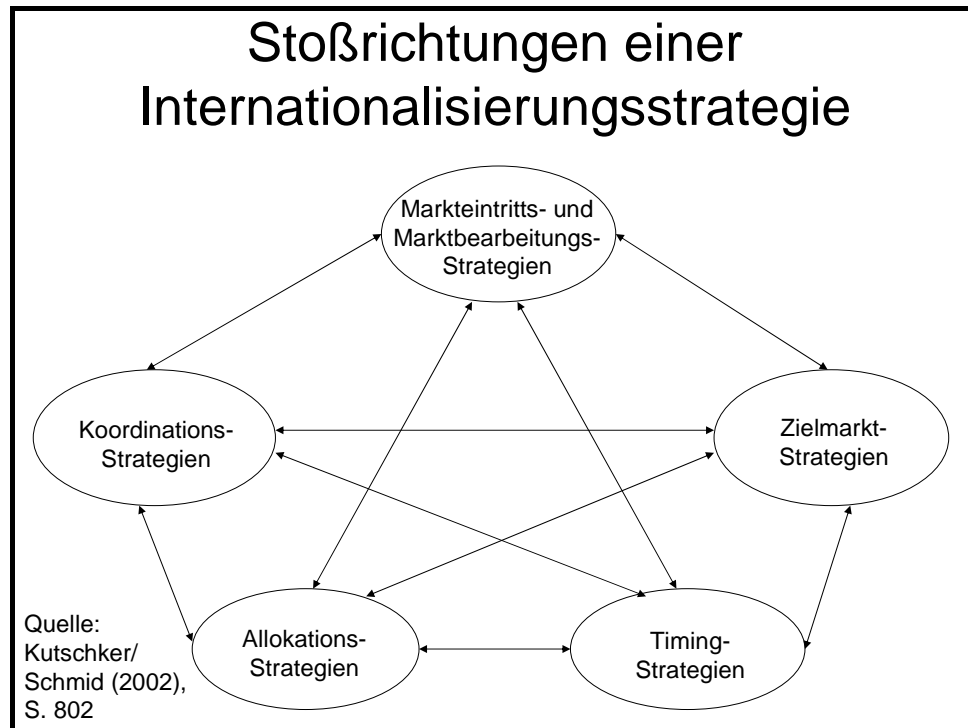 Stoßrichtungen einer
Internationalisierungsstrategie
Markteintritts- und
Marktbearbeitungs-
Strategien
Koordinations-
Strategien
Zielmarkt-
Strategien
Allokations-
Strategien
Timing-
Strategien
Quelle:
Kutschker/
Schmid (2002),
S. 802